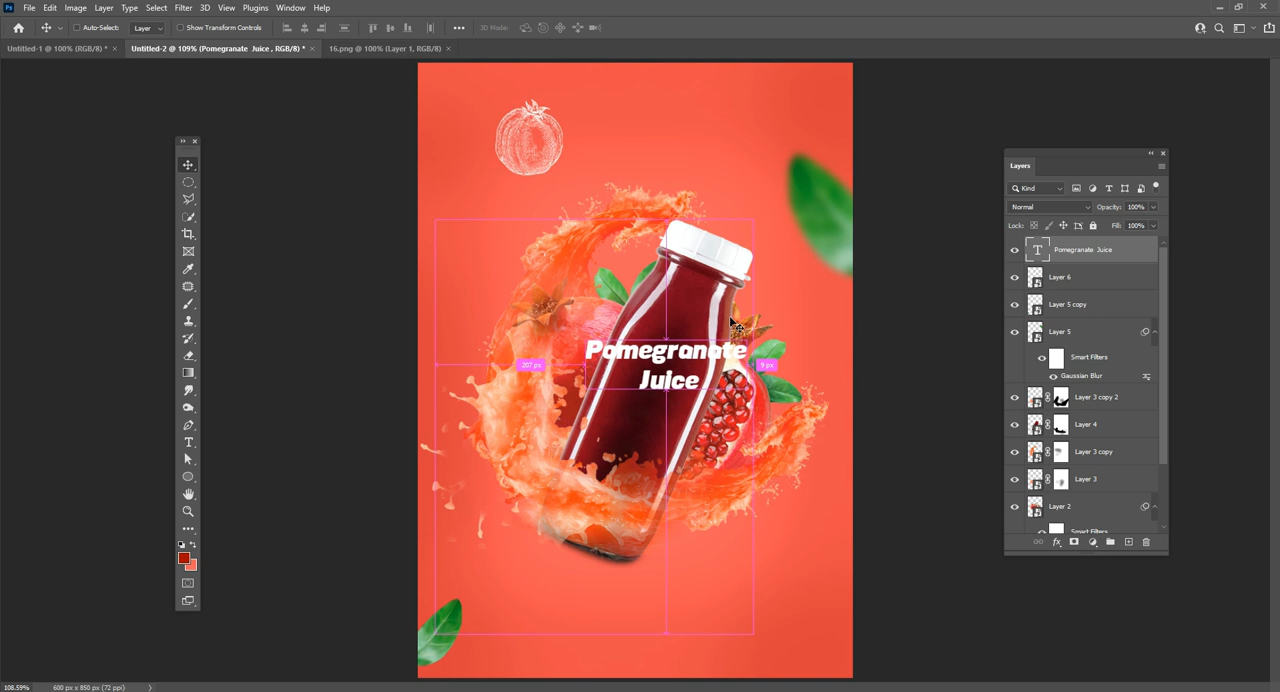 Ps File Edit Image Layer Type Select Filter 3D View Plugins Window Help
Auto-Select: Layer Show Transform Controls 3D Mode:
Untitled-1 @ 100% (RGB/8) * × Untitled-2 @ 109% (Pomegranate Juice , RGB/8) * × 16.png @ 100% (Layer 1, RGB/8) ×
Layers
Kind
Normal Opacity: 100%
Lock: Fill: 100%
T Pomegranate Juice
Layer 6
Layer 5 copy
Layer 5
Smart Filters
Gaussian Blur
Layer 3 copy 2
Layer 4
Layer 3 copy
Layer 3
Layer 2
Smart Filters
fx
Pomegranate
207 px 9 px
Juice
108.59% 600 px x 850 px (72 ppi)